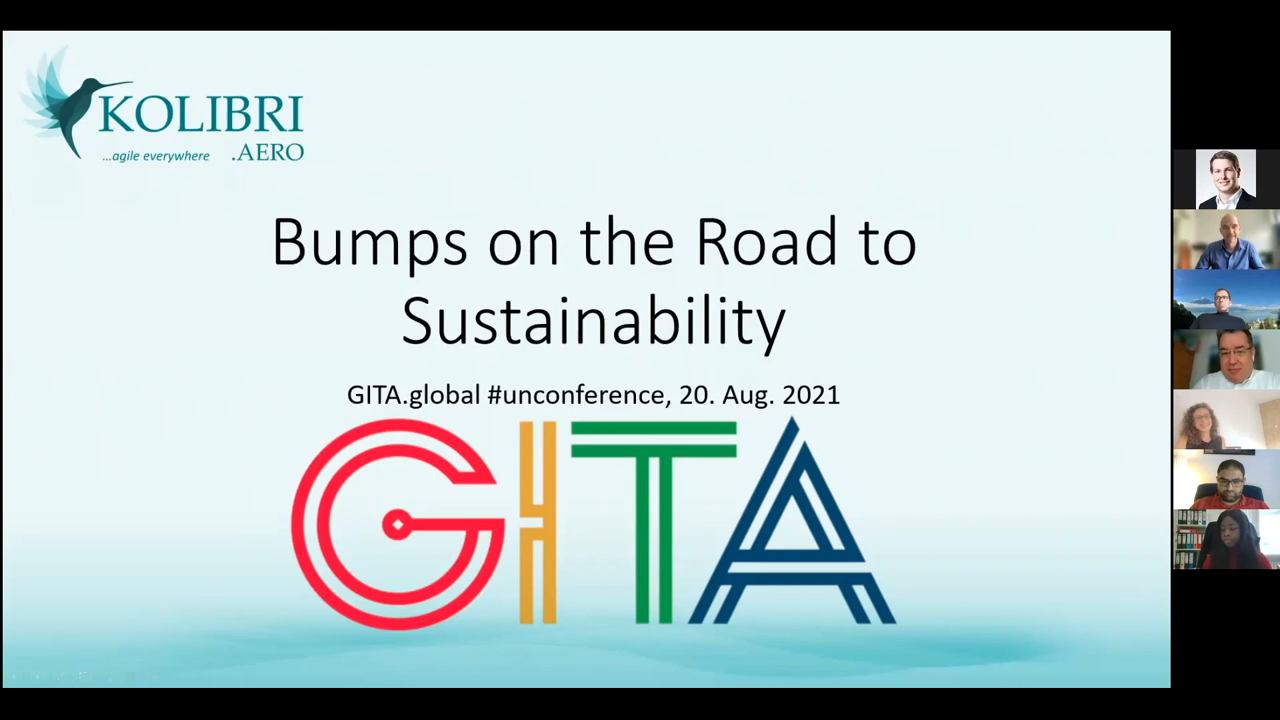 KOLIBRI
...agile everywhere .AERO
Bumps on the Road to
Sustainability
GITA.global #unconference, 20. Aug. 2021
GITA